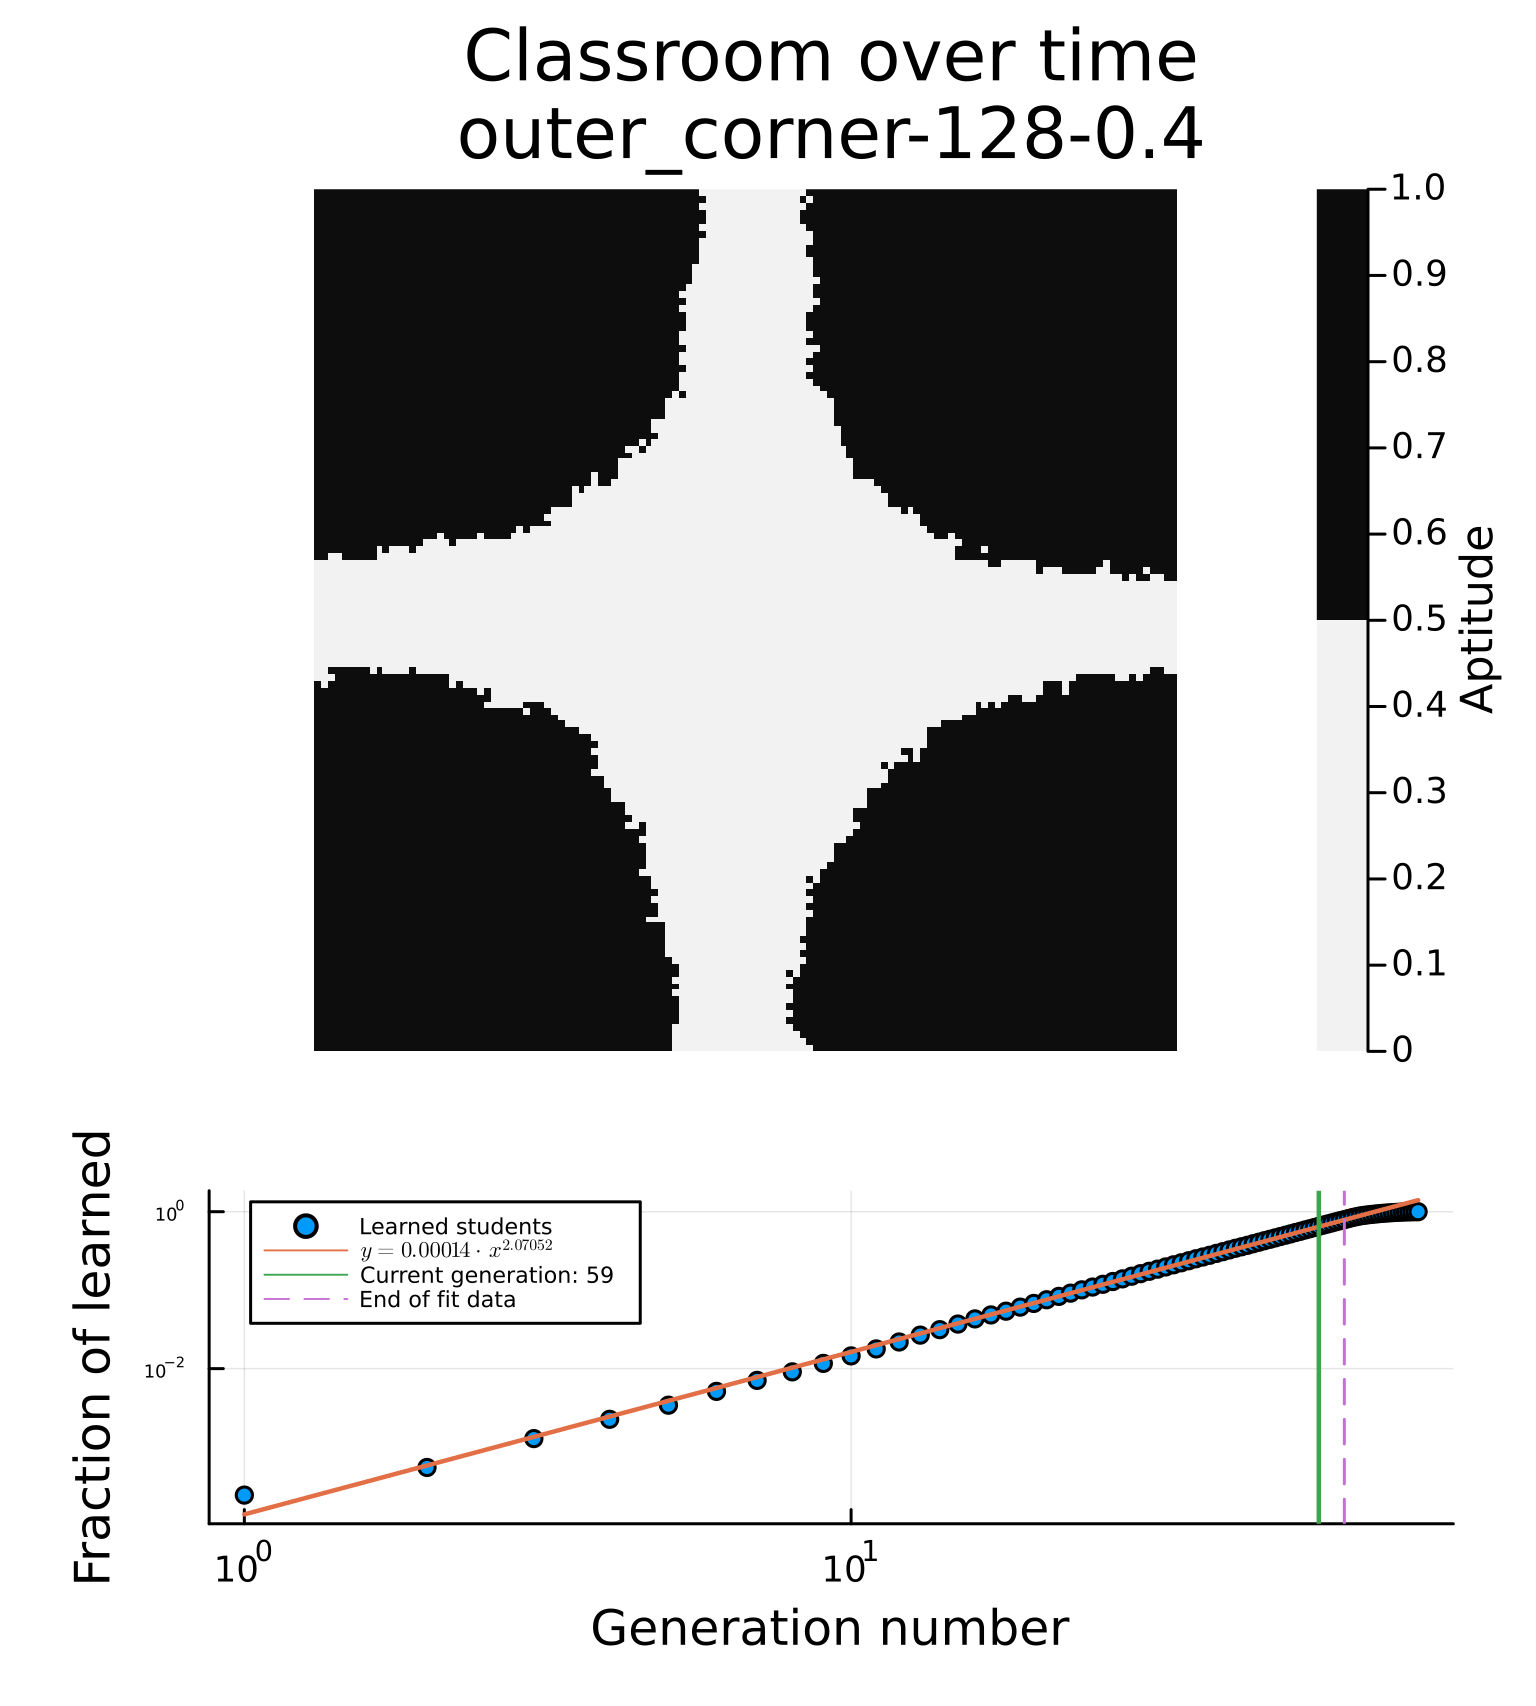 Classroom over time
outer_corner-128-0.4
1.0
0.9
0.8
0.7
0.6
0.5
0.4
0.3
0.2
0.1
0
Aptitude
Fraction of learned
10⁰
10⁻²
Learned students
y = 0.00014 · x^2.07052
Current generation: 59
End of fit data
10⁰
10¹
Generation number